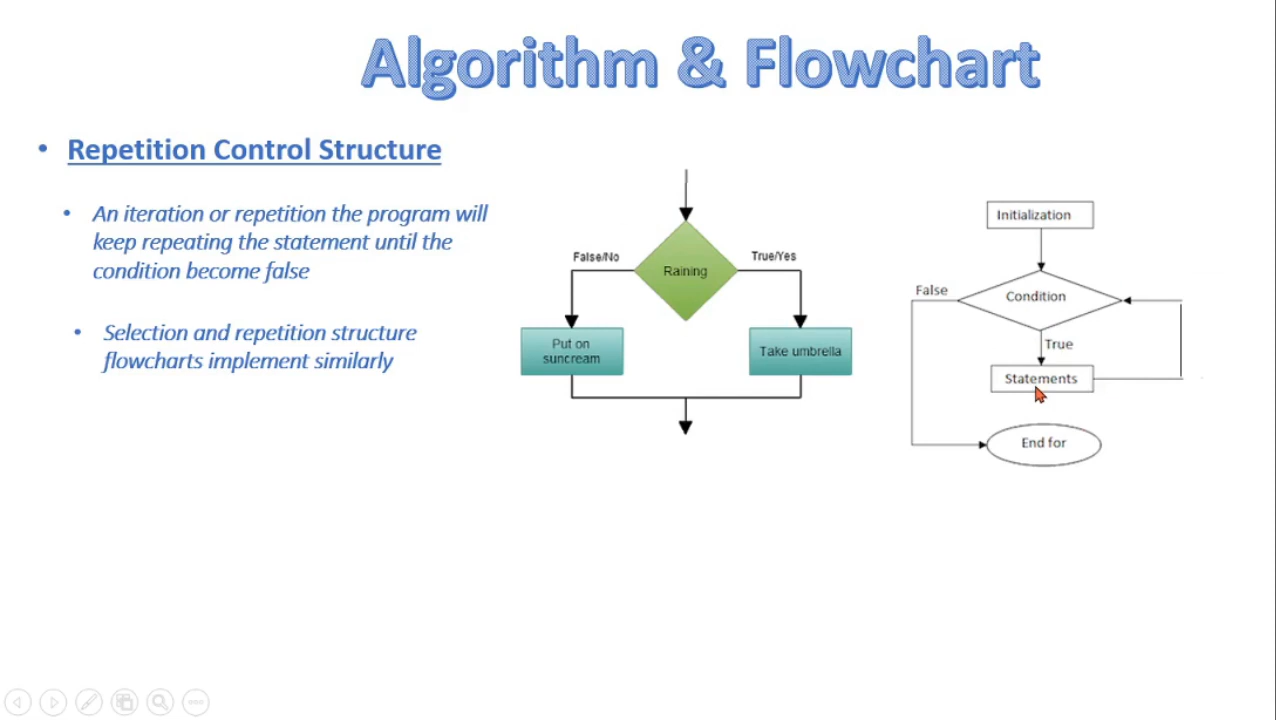 Algorithm & Flowchart
• Repetition Control Structure
• An iteration or repetition the program will
keep repeating the statement until the
condition become false
• Selection and repetition structure
flowcharts implement similarly
False/No
Raining
True/Yes
Put on
suncream
Take umbrella
Initialization
False
Condition
True
Statements
End for